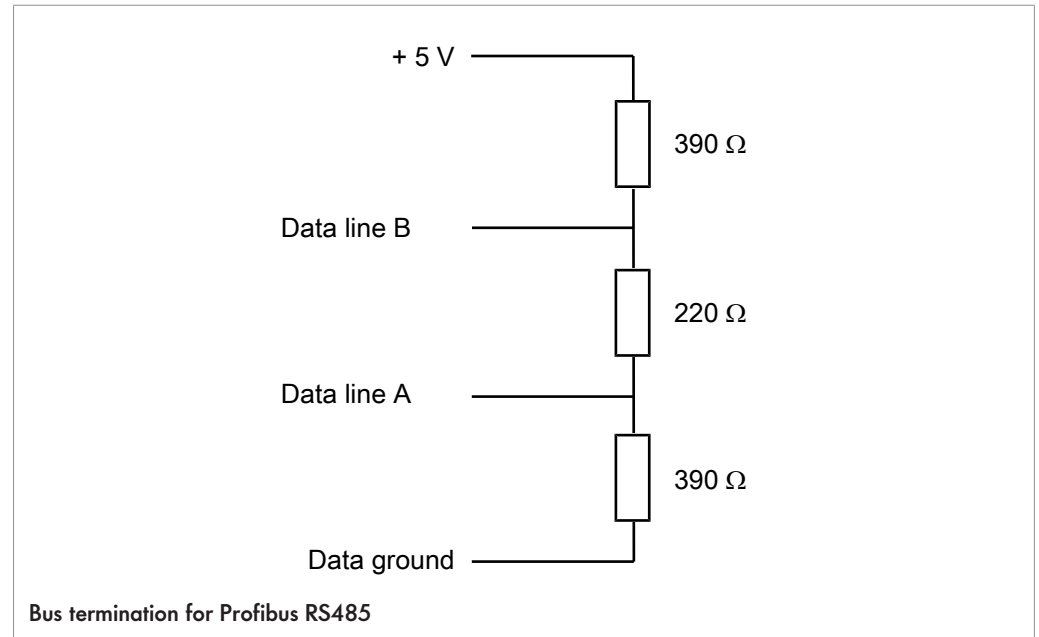 + 5 V
390 Ω
Data line B
220 Ω
Data line A
390 Ω
Data ground
Bus termination for Profibus RS485